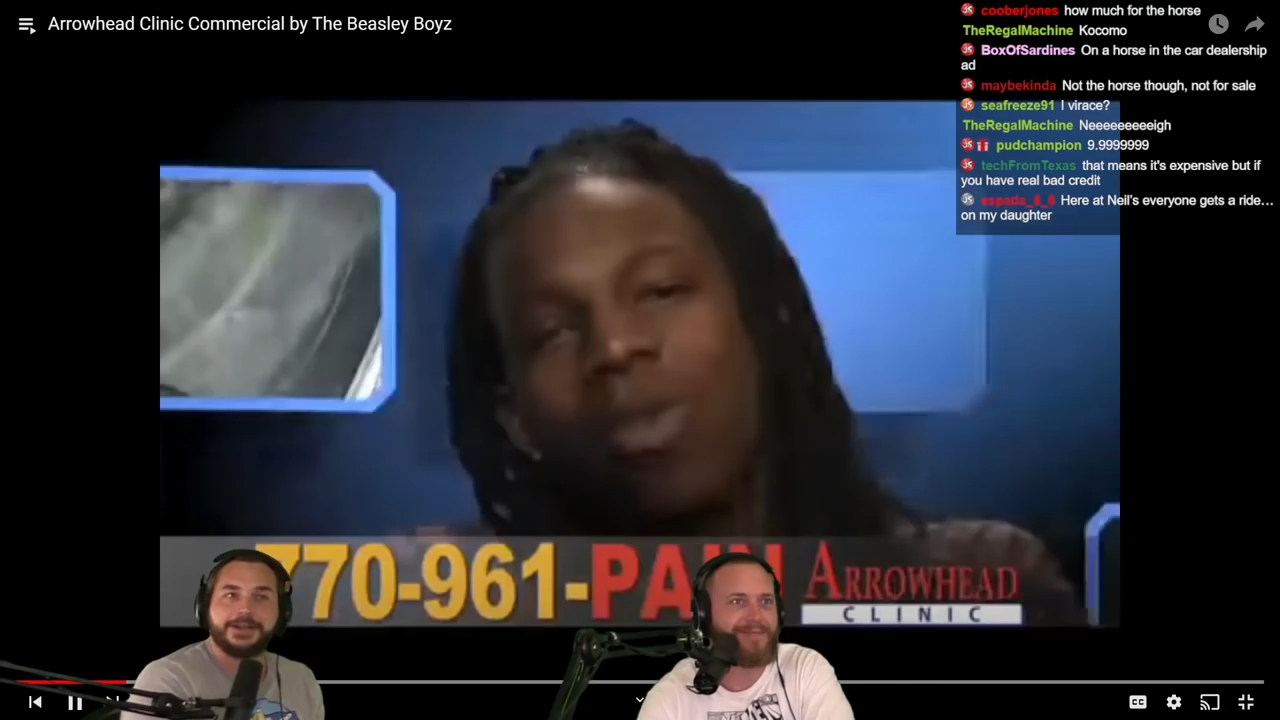 Arrowhead Clinic Commercial by The Beasley Boyz
cooberjones how much for the horse
TheRegalMachine Kocomo
BoxOfSardines On a horse in the car dealership
ad
maybekinda Not the horse though, not for sale
seafreeze91 I virace?
TheRegalMachine Neeeeeeeeeigh
pudchampion 9.9999999
techFromTexas that means it's expensive but if
you have real bad credit
espada_6_6 Here at Neil's everyone gets a ride…
on my daughter
770-961-PAIN
ARROWHEAD
CLINIC
CC